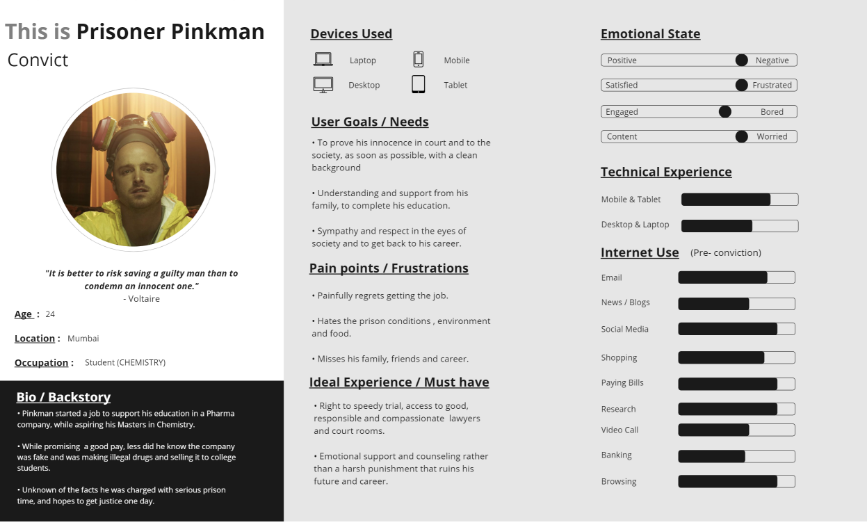 This is Prisoner Pinkman
Convict
"It is better to risk saving a guilty man than to
condemn an innocent one."
- Voltaire
Age : 24
Location : Mumbai
Occupation : Student (CHEMISTRY)
Bio / Backstory
• Pinkman started a job to support his education in a Pharma
company, while aspiring his Masters in Chemistry.
• While promising a good pay, less did he know the company
was fake and was making illegal drugs and selling it to college
students.
• Unknown of the facts he was charged with serious prison
time, and hopes to get justice one day.
Devices Used
Laptop
Mobile
Desktop
Tablet
User Goals / Needs
• To prove his innocence in court and to the
society, as soon as possible, with a clean
background
• Understanding and support from his
family, to complete his education.
• Sympathy and respect in the eyes of
society and to get back to his career.
Pain points / Frustrations
• Painfully regrets getting the job.
• Hates the prison conditions , environment
and food.
• Misses his family, friends and career.
Ideal Experience / Must have
• Right to speedy trial, access to good,
responsible and compassionate lawyers
and court rooms.
• Emotional support and counseling rather
than a harsh punishment that ruins his
future and career.
Emotional State
Positive Negative
Satisfied Frustrated
Engaged Bored
Content Worried
Technical Experience
Mobile & Tablet
Desktop & Laptop
Internet Use (Pre- conviction)
Email
News / Blogs
Social Media
Shopping
Paying Bills
Research
Video Call
Banking
Browsing